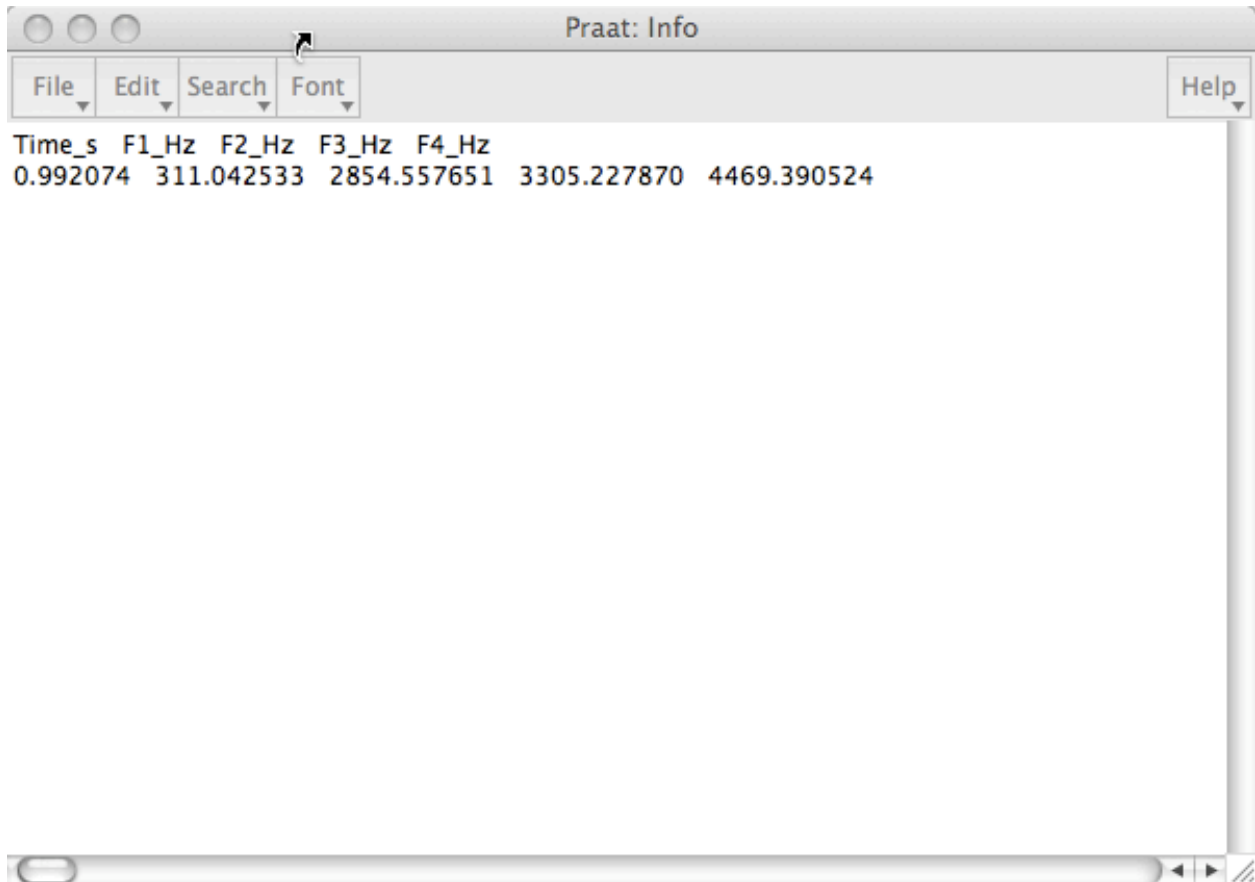 Praat: Info
File Edit Search Font Help
Time_s F1_Hz F2_Hz F3_Hz F4_Hz
0.992074 311.042533 2854.557651 3305.227870 4469.390524